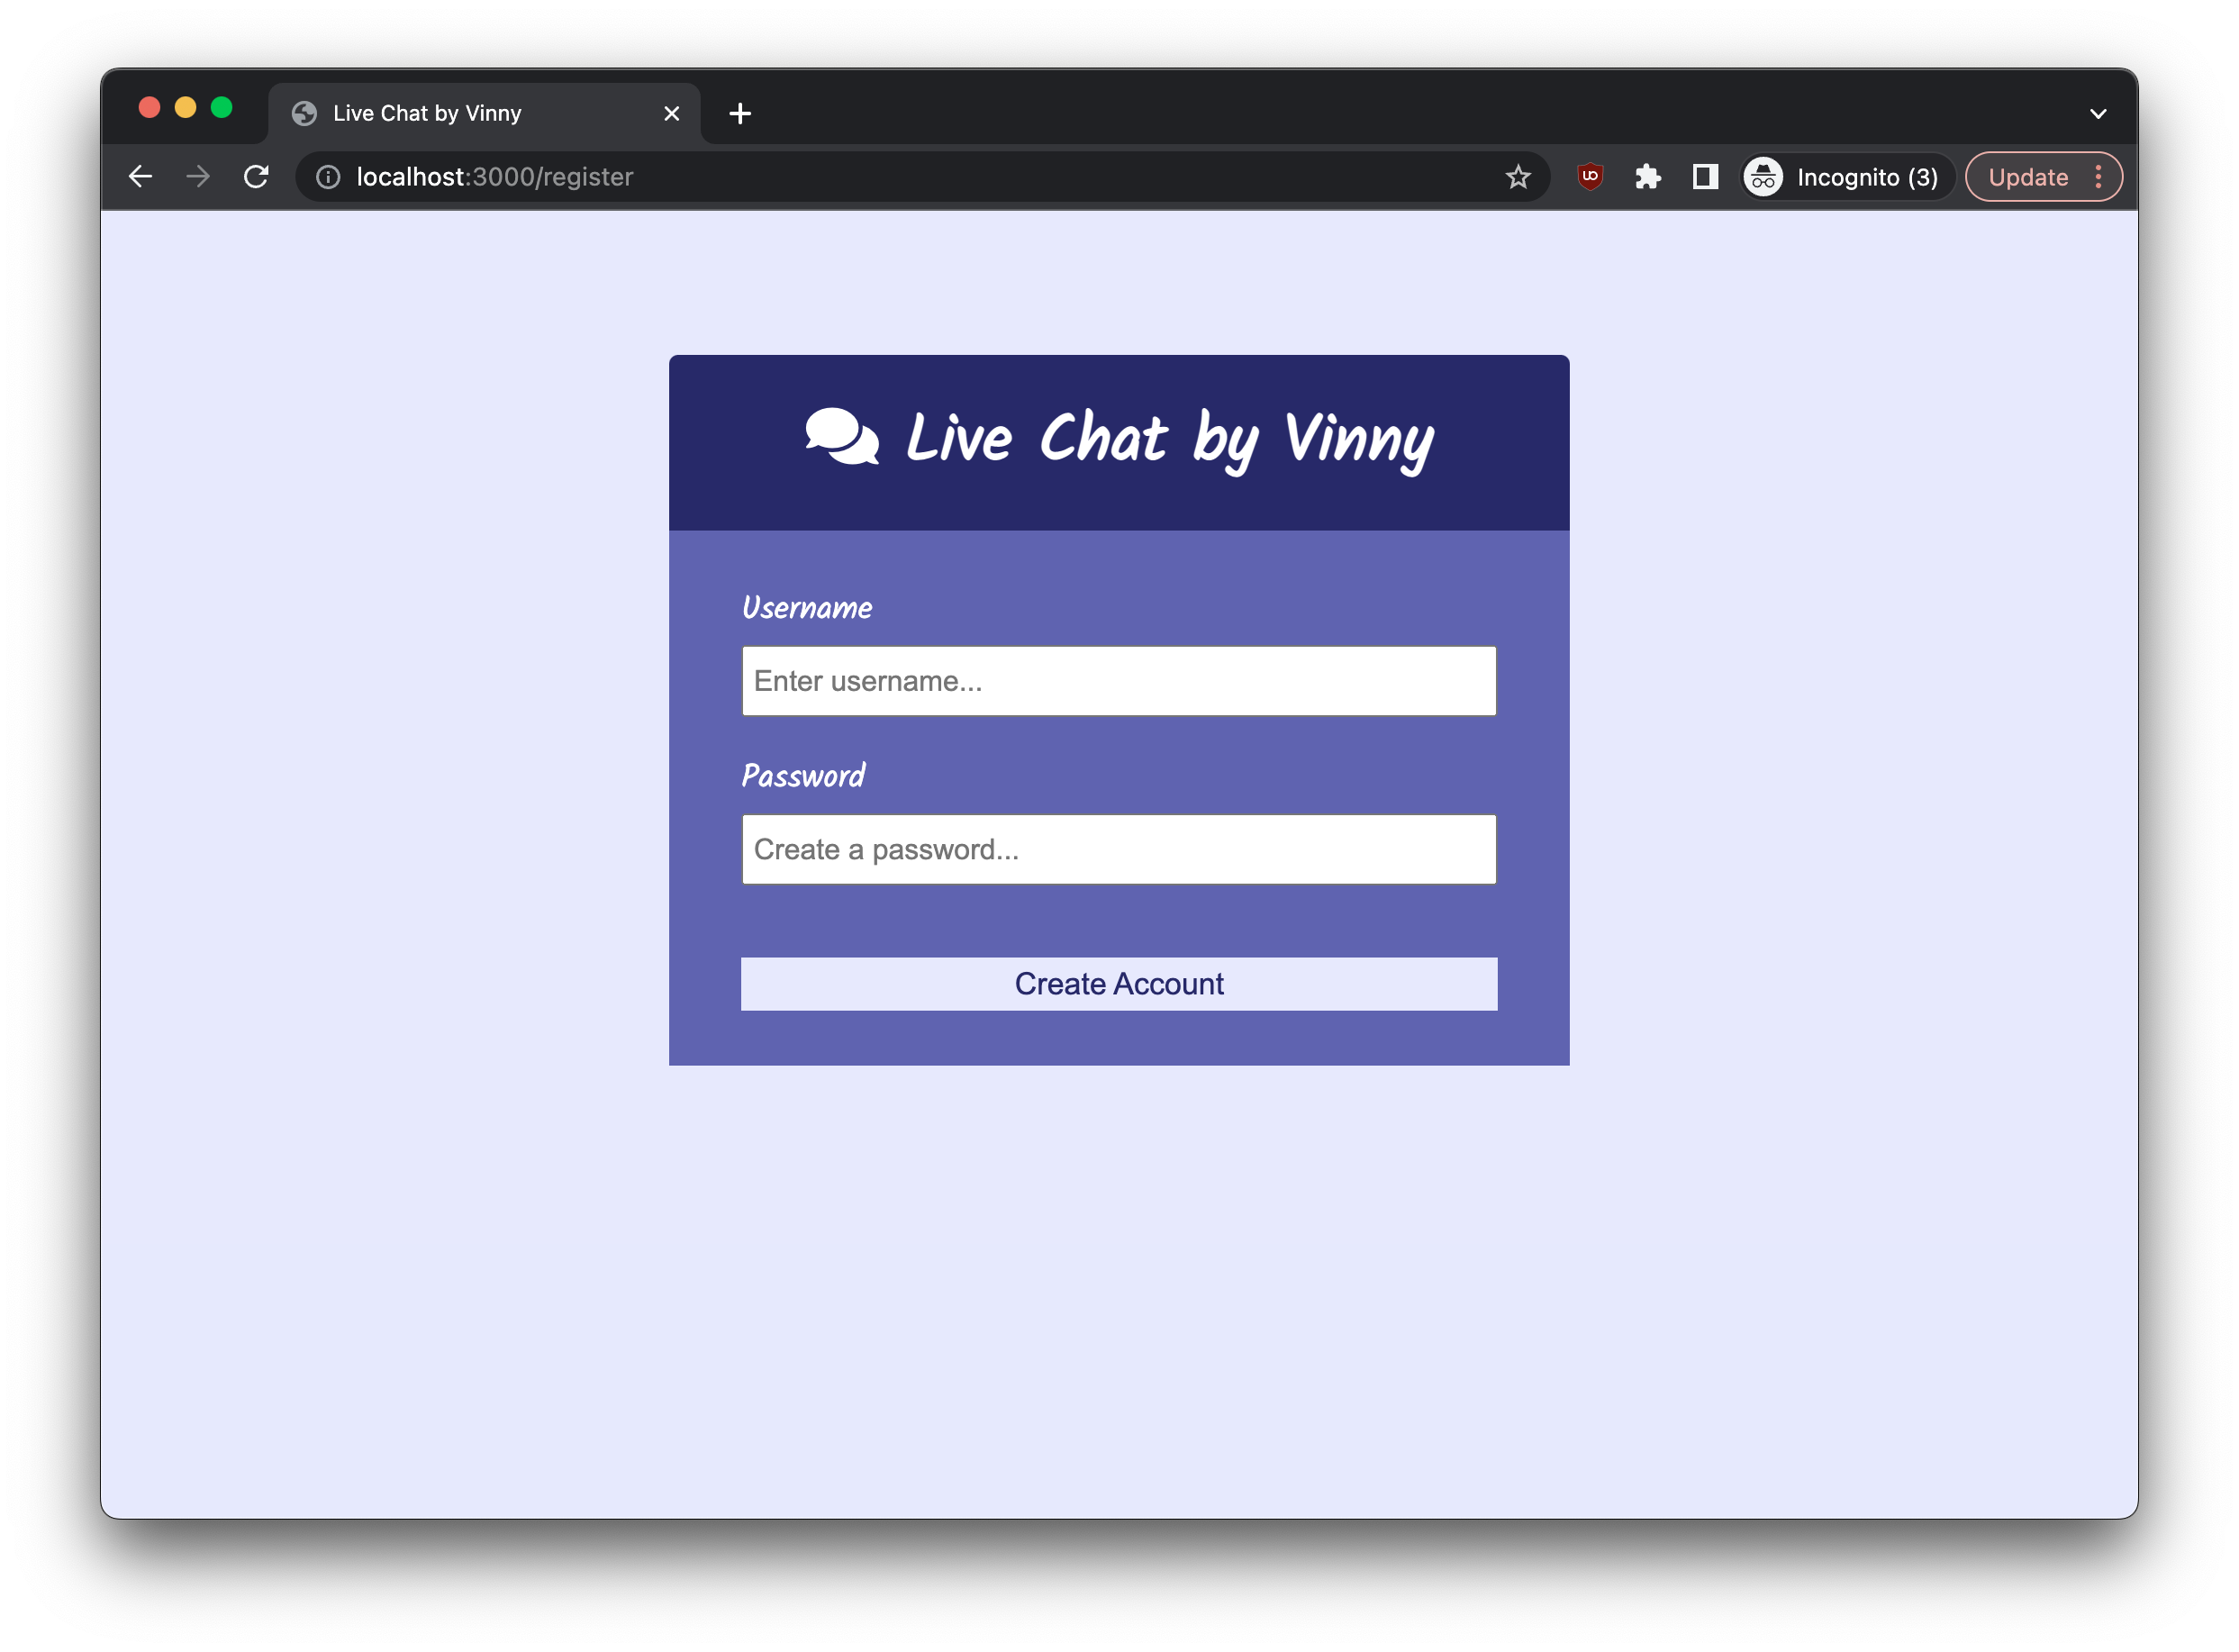 Live Chat by Vinny
localhost:3000/register
Incognito (3)
Update
Live Chat by Vinny
Username
Enter username...
Password
Create a password...
Create Account